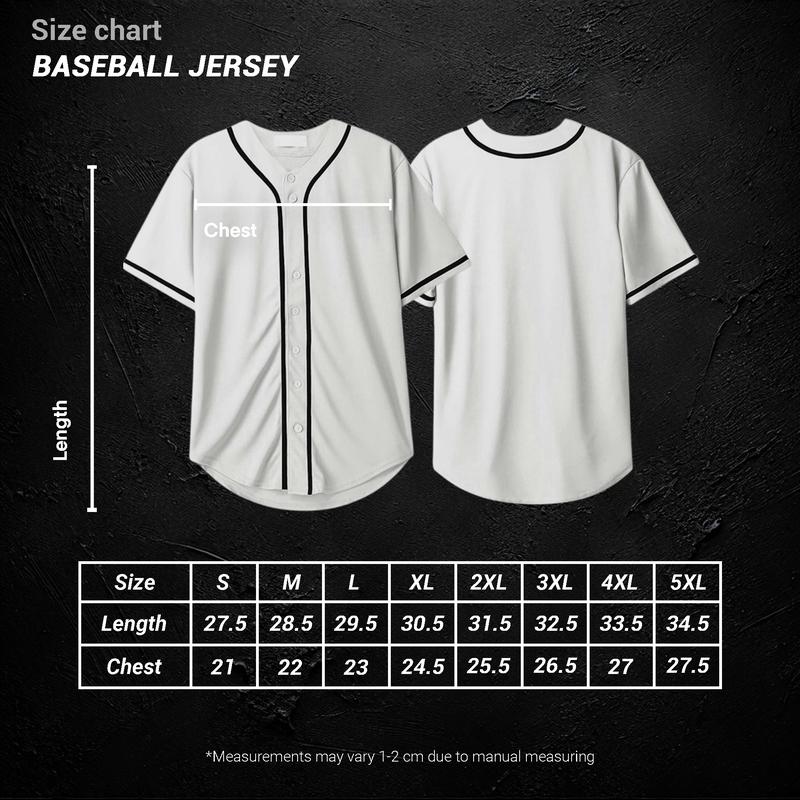 Size chart
BASEBALL JERSEY
Chest
Length
Size S M L XL 2XL 3XL 4XL 5XL
Length 27.5 28.5 29.5 30.5 31.5 32.5 33.5 34.5
Chest 21 22 23 24.5 25.5 26.5 27 27.5
*Measurements may vary 1-2 cm due to manual measuring